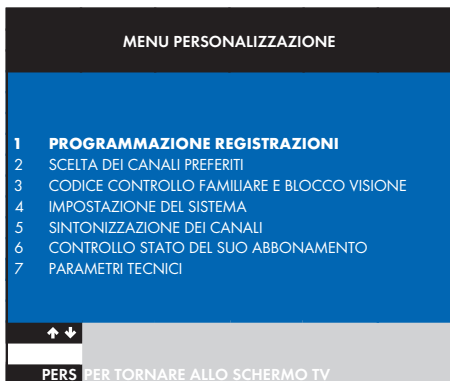 MENU PERSONALIZZAZIONE
1 PROGRAMMAZIONE REGISTRAZIONI
2 SCELTA DEI CANALI PREFERITI
3 CODICE CONTROLLO FAMILIARE E BLOCCO VISIONE
4 IMPOSTAZIONE DEL SISTEMA
5 SINTONIZZAZIONE DEI CANALI
6 CONTROLLO STATO DEL SUO ABBONAMENTO
7 PARAMETRI TECNICI
↑ ↓
PERS PER TORNARE ALLO SCHERMO TV